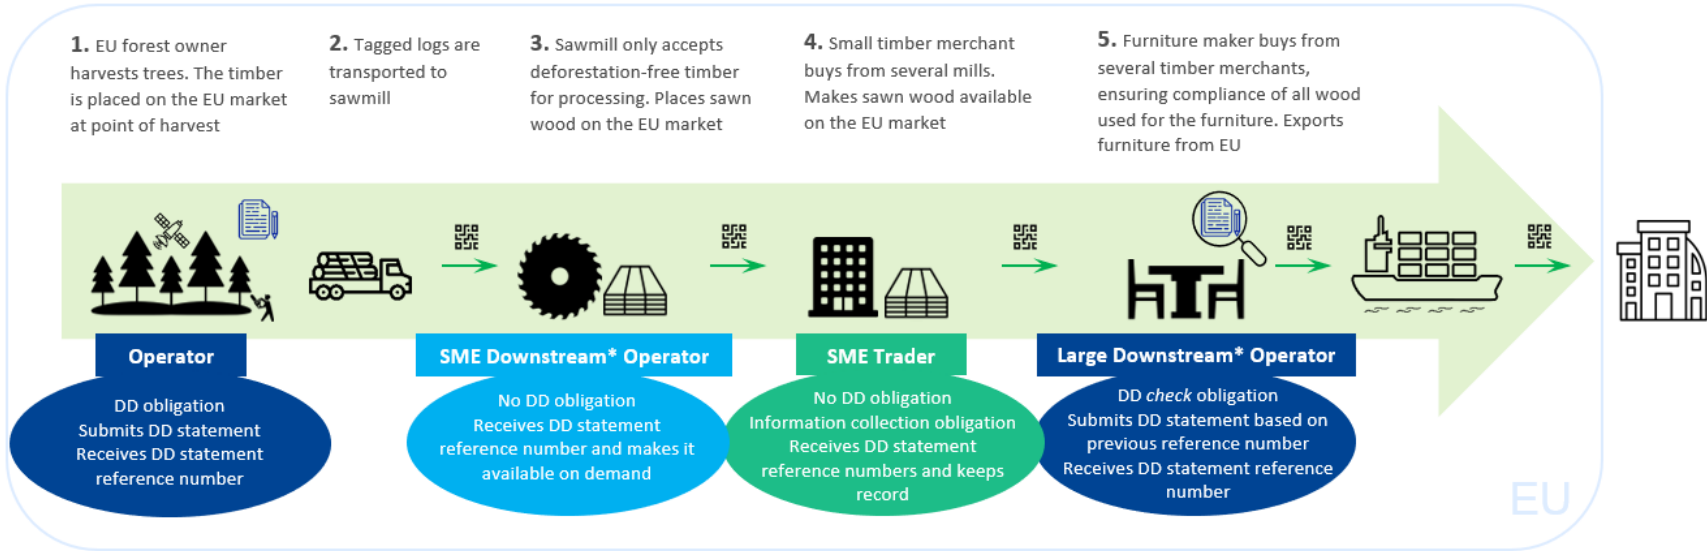 1. EU forest owner
harvests trees. The timber
is placed on the EU market
at point of harvest
2. Tagged logs are
transported to
sawmill
3. Sawmill only accepts
deforestation-free timber
for processing. Places sawn
wood on the EU market
4. Small timber merchant
buys from several mills.
Makes sawn wood available
on the EU market
5. Furniture maker buys from
several timber merchants,
ensuring compliance of all wood
used for the furniture. Exports
furniture from EU
Operator
DD obligation
Submits DD statement
Receives DD statement
reference number
SME Downstream* Operator
No DD obligation
Receives DD statement
reference number and makes it
available on demand
SME Trader
No DD obligation
Information collection obligation
Receives DD statement
reference numbers and keeps
record
Large Downstream* Operator
DD check obligation
Submits DD statement based on
previous reference number
Receives DD statement reference
number
EU